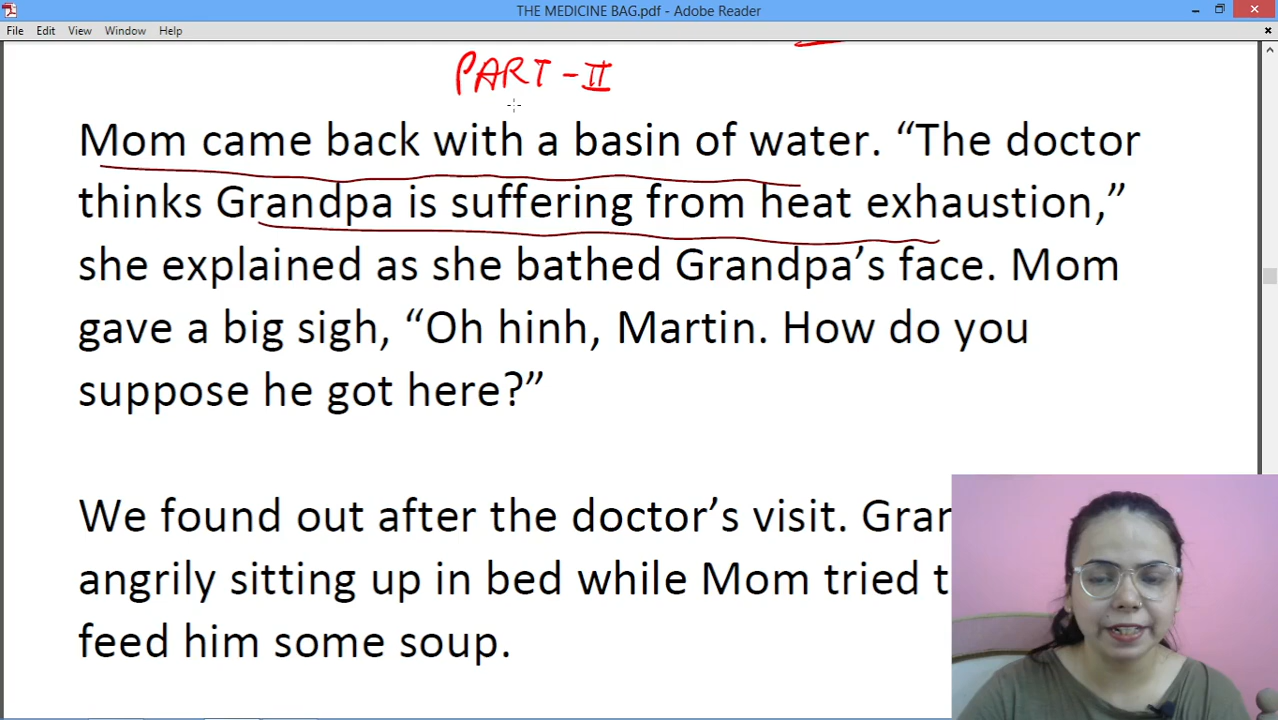 THE MEDICINE BAG.pdf - Adobe Reader
File Edit View Window Help
PART-II
Mom came back with a basin of water. “The doctor
thinks Grandpa is suffering from heat exhaustion,”
she explained as she bathed Grandpa’s face. Mom
gave a big sigh, “Oh hinh, Martin. How do you
suppose he got here?”
We found out after the doctor’s visit. Gran
angrily sitting up in bed while Mom tried t
feed him some soup.